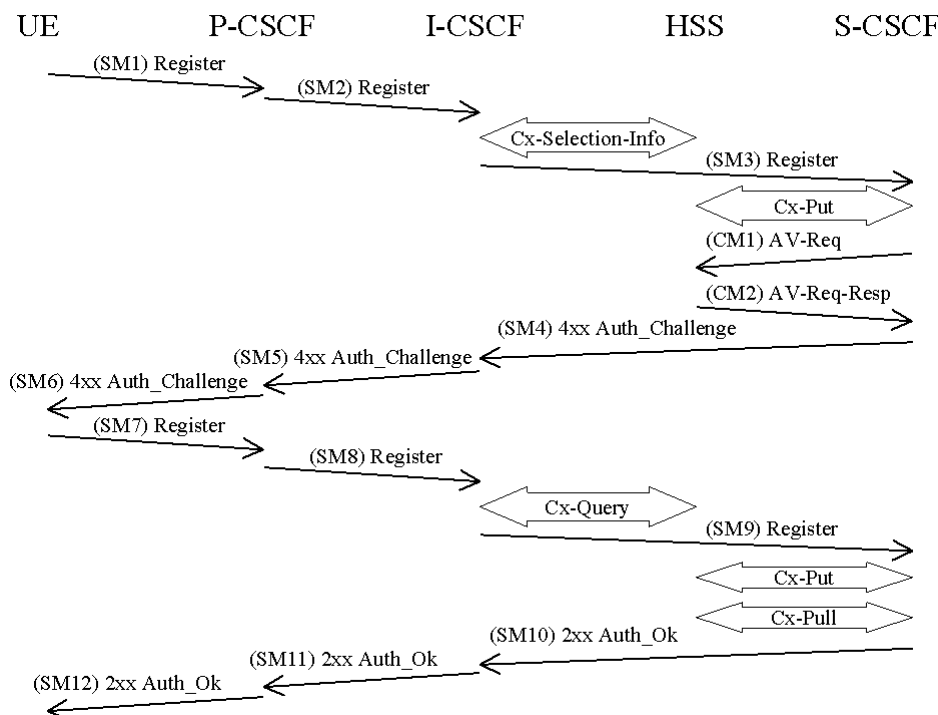 UE P-CSCF I-CSCF HSS S-CSCF
(SM1) Register
(SM2) Register
Cx-Selection-Info
(SM3) Register
Cx-Put
(CM1) AV-Req
(CM2) AV-Req-Resp
(SM4) 4xx Auth_Challenge
(SM5) 4xx Auth_Challenge
(SM6) 4xx Auth_Challenge
(SM7) Register
(SM8) Register
Cx-Query
(SM9) Register
Cx-Put
Cx-Pull
(SM10) 2xx Auth_Ok
(SM11) 2xx Auth_Ok
(SM12) 2xx Auth_Ok